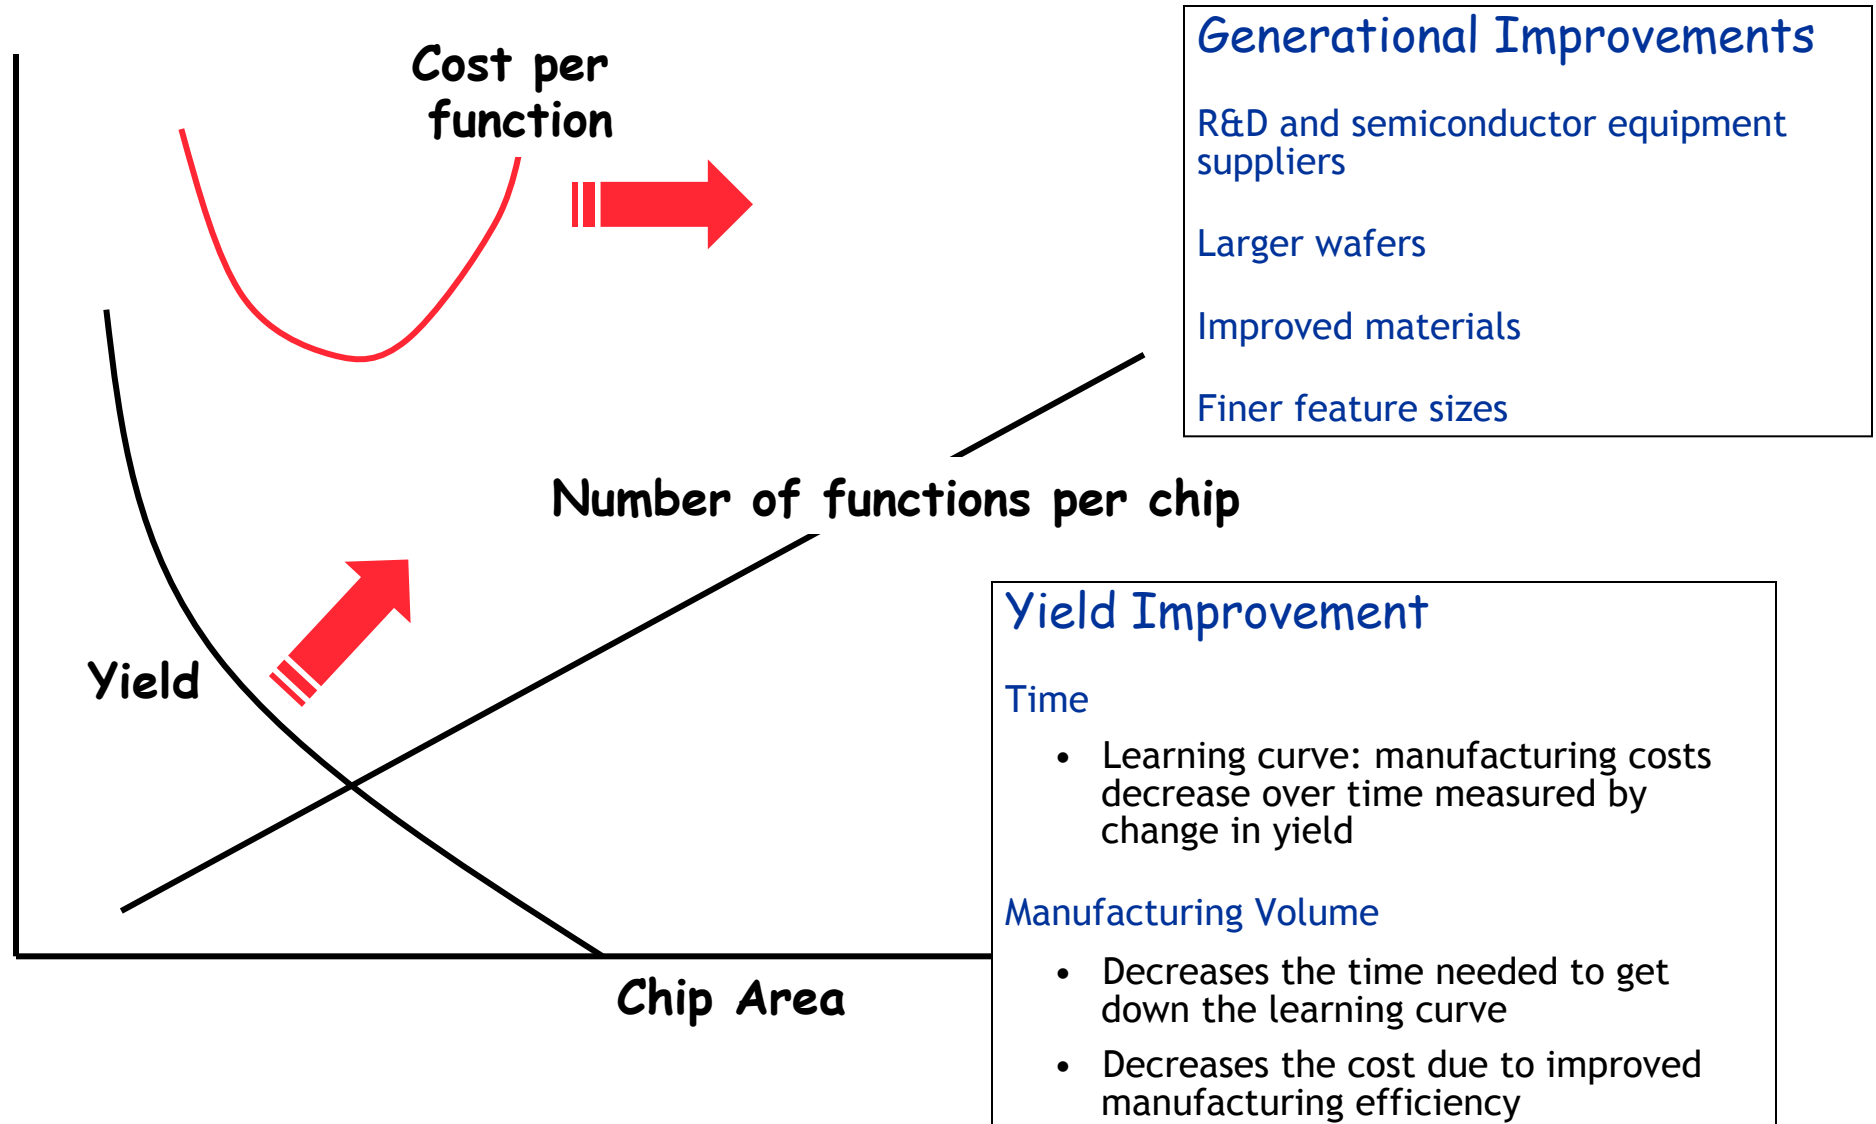 Cost per
function
Generational Improvements
R&D and semiconductor equipment
suppliers
Larger wafers
Improved materials
Finer feature sizes
Number of functions per chip
Yield
Yield Improvement
Time
• Learning curve: manufacturing costs
decrease over time measured by
change in yield
Manufacturing Volume
• Decreases the time needed to get
down the learning curve
• Decreases the cost due to improved
manufacturing efficiency
Chip Area